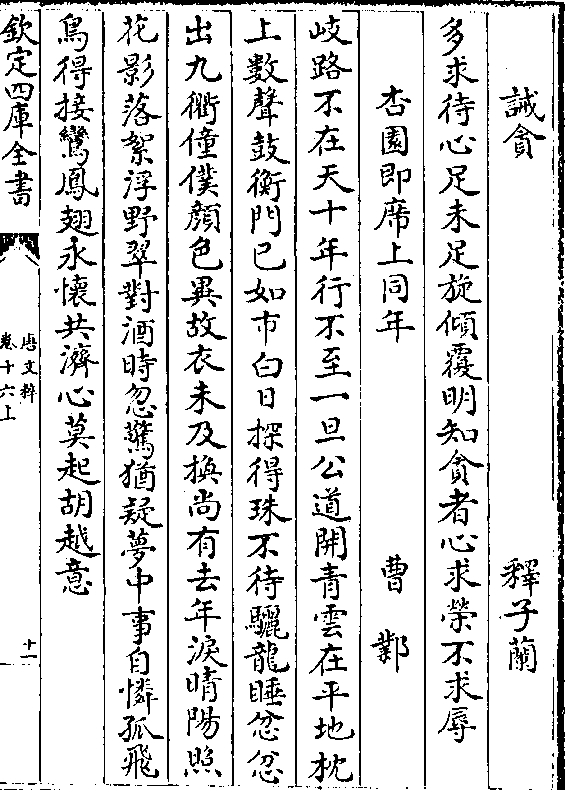 誡貪　釋子蘭
多求待心足未足旋傾覆明知貪者心求榮不求辱
杏園即席上同年　曹鄴
岐路不在天十年行不至一旦公道開青雲在平地枕
上數聲鼓衡門已如市白日探得珠不待驪龍睡忿忿
出九衢僮僕顔色異故衣未及換尚有去年淚晴陽照
花影落絮浮野翠對酒時忽驚猶疑夢中事自憐孤飛
鳥得接鸞鳳翅永懷共濟心莫起胡越意
欽定四庫全書
唐文粹
卷十六上
十一